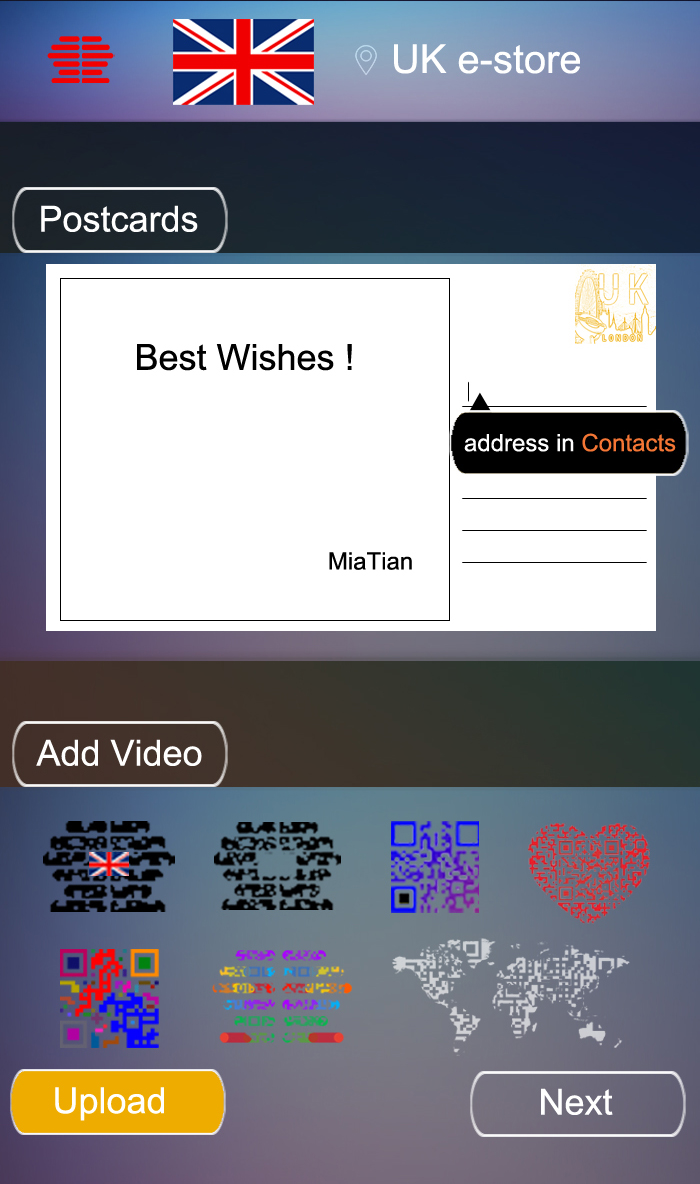 UK e-store
Postcards
UK
LONDON
Best Wishes !
address in Contacts
MiaTian
Add Video
Upload
Next